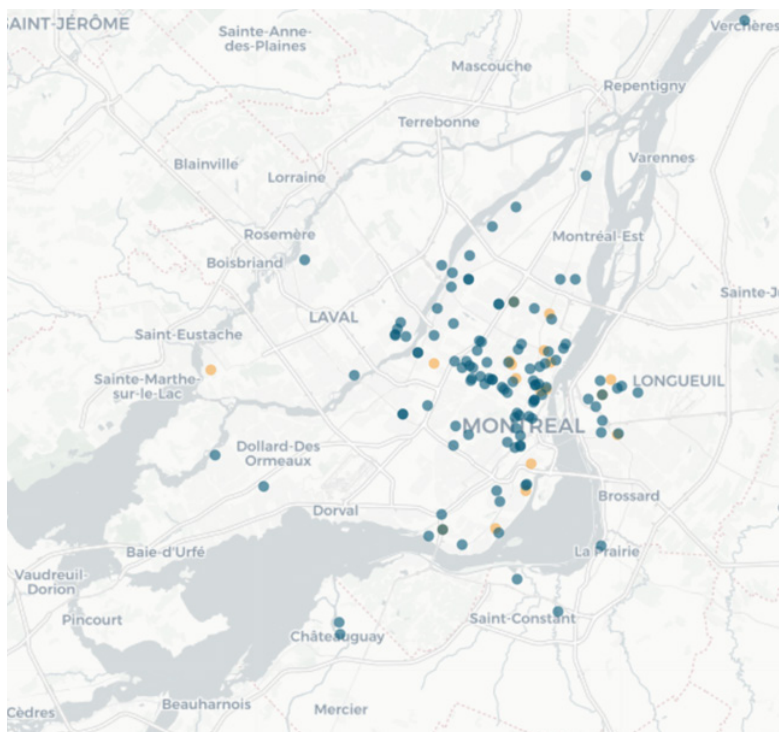 SAINT-JÉRÔME
Sainte-Anne-
des-Plaines
Verchères
Mascouche
Repentigny
Terrebonne
Blainville
Varennes
Lorraine
Rosemère
Montréal-Est
Boisbriand
Sainte-Ju
LAVAL
Saint-Eustache
Sainte-Marthe-
sur-le-Lac
LONGUEUIL
MONTRÉAL
Dollard-Des
Ormeaux
Brossard
Dorval
Baie-d'Urfé
La Prairie
Vaudreuil-
Dorion
Pincourt
Saint-Constant
Châteauguay
Beauharnois
Mercier
Cèdres